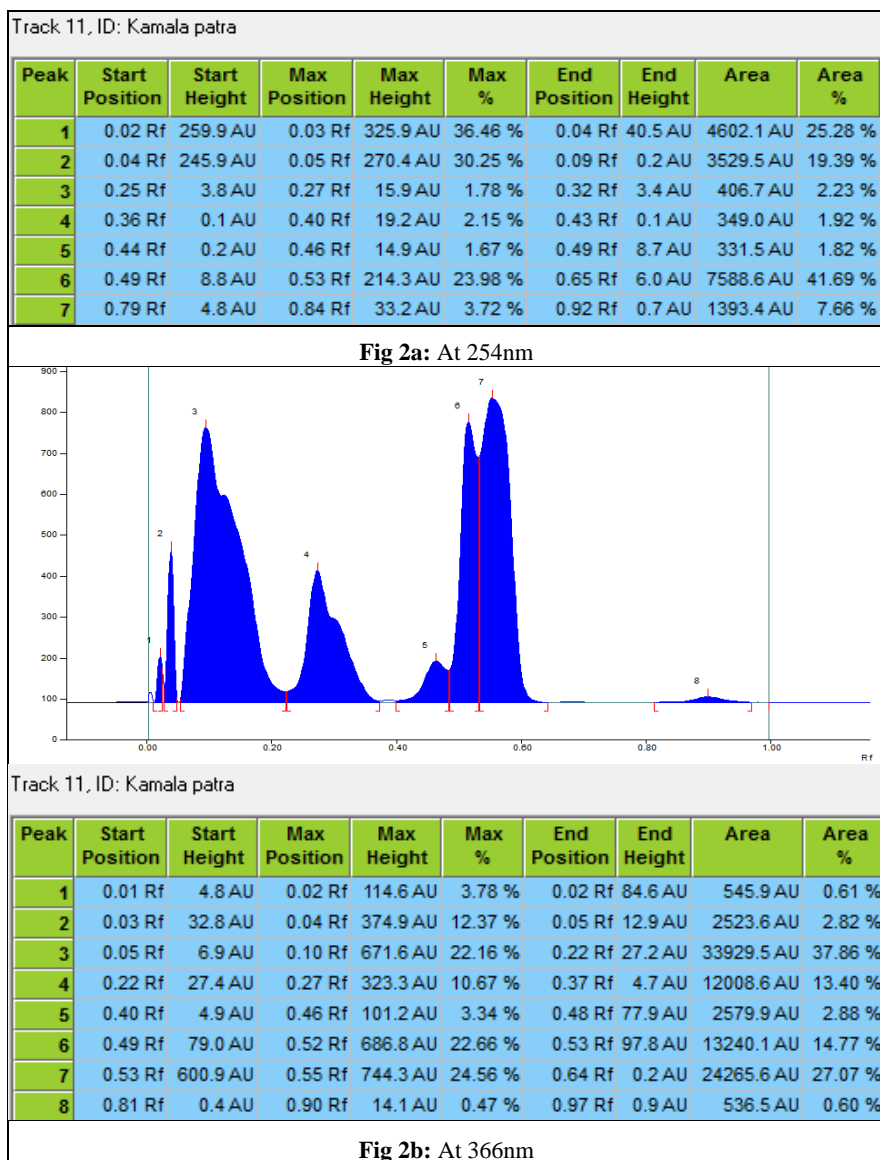 Track 11, ID: Kamala patra
Peak Start Position Start Height Max Position Max Height Max % End Position End Height Area Area %
1 0.02 Rf 259.9 AU 0.03 Rf 325.9 AU 36.46 % 0.04 Rf 40.5 AU 4602.1 AU 25.28 %
2 0.04 Rf 245.9 AU 0.05 Rf 270.4 AU 30.25 % 0.09 Rf 0.2 AU 3529.5 AU 19.39 %
3 0.25 Rf 3.8 AU 0.27 Rf 15.9 AU 1.78 % 0.32 Rf 3.4 AU 406.7 AU 2.23 %
4 0.36 Rf 0.1 AU 0.40 Rf 19.2 AU 2.15 % 0.43 Rf 0.1 AU 349.0 AU 1.92 %
5 0.44 Rf 0.2 AU 0.46 Rf 14.9 AU 1.67 % 0.49 Rf 8.7 AU 331.5 AU 1.82 %
6 0.49 Rf 8.8 AU 0.53 Rf 214.3 AU 23.98 % 0.65 Rf 6.0 AU 7588.6 AU 41.69 %
7 0.79 Rf 4.8 AU 0.84 Rf 33.2 AU 3.72 % 0.92 Rf 0.7 AU 1393.4 AU 7.66 %
Fig 2a: At 254nm
900
800
700
600
500
400
300
200
100
0
1 2 3 4 5 6 7 8
0.00 0.20 0.40 0.60 0.80 1.00
Rf
Track 11, ID: Kamala patra
Peak Start Position Start Height Max Position Max Height Max % End Position End Height Area Area %
1 0.01 Rf 4.8 AU 0.02 Rf 114.6 AU 3.78 % 0.02 Rf 84.6 AU 545.9 AU 0.61 %
2 0.03 Rf 32.8 AU 0.04 Rf 374.9 AU 12.37 % 0.05 Rf 12.9 AU 2523.6 AU 2.82 %
3 0.05 Rf 6.9 AU 0.10 Rf 671.6 AU 22.16 % 0.22 Rf 27.2 AU 33929.5 AU 37.86 %
4 0.22 Rf 27.4 AU 0.27 Rf 323.3 AU 10.67 % 0.37 Rf 4.7 AU 12008.6 AU 13.40 %
5 0.40 Rf 4.9 AU 0.46 Rf 101.2 AU 3.34 % 0.48 Rf 77.9 AU 2579.9 AU 2.88 %
6 0.49 Rf 79.0 AU 0.52 Rf 686.8 AU 22.66 % 0.53 Rf 97.8 AU 13240.1 AU 14.77 %
7 0.53 Rf 600.9 AU 0.55 Rf 744.3 AU 24.56 % 0.64 Rf 0.2 AU 24265.6 AU 27.07 %
8 0.81 Rf 0.4 AU 0.90 Rf 14.1 AU 0.47 % 0.97 Rf 0.9 AU 536.5 AU 0.60 %
Fig 2b: At 366nm